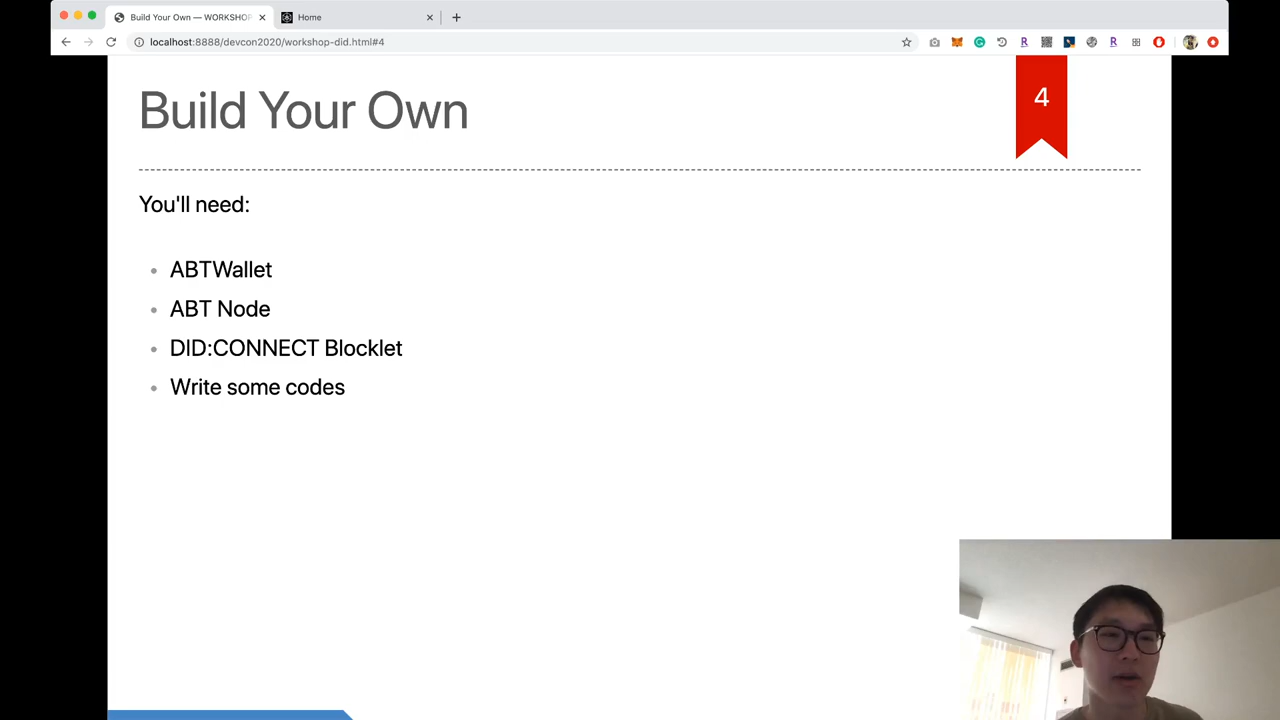 Build Your Own — WORKSHOP
Home
localhost:8888/devcon2020/workshop-did.html#4
Build Your Own
4
You'll need:
ABTWallet
ABT Node
DID:CONNECT Blocklet
Write some codes